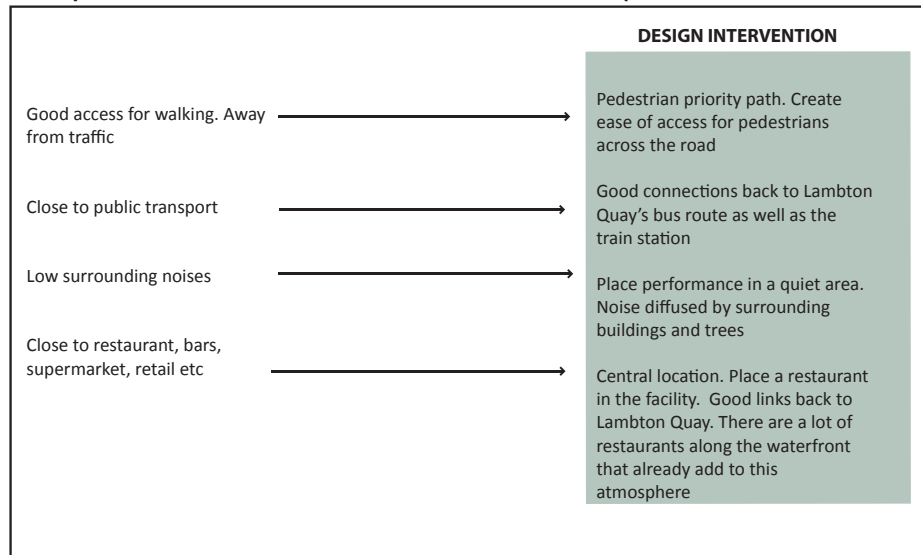 DESIGN INTERVENTION
Good access for walking. Away
from traffic
Pedestrian priority path. Create
ease of access for pedestrians
across the road
Close to public transport
Good connections back to Lambton
Quay’s bus route as well as the
train station
Low surrounding noises
Place performance in a quiet area.
Noise diffused by surrounding
buildings and trees
Close to restaurant, bars,
supermarket, retail etc
Central location. Place a restaurant
in the facility.  Good links back to
Lambton Quay. There are a lot of
restaurants along the waterfront
that already add to this
atmosphere